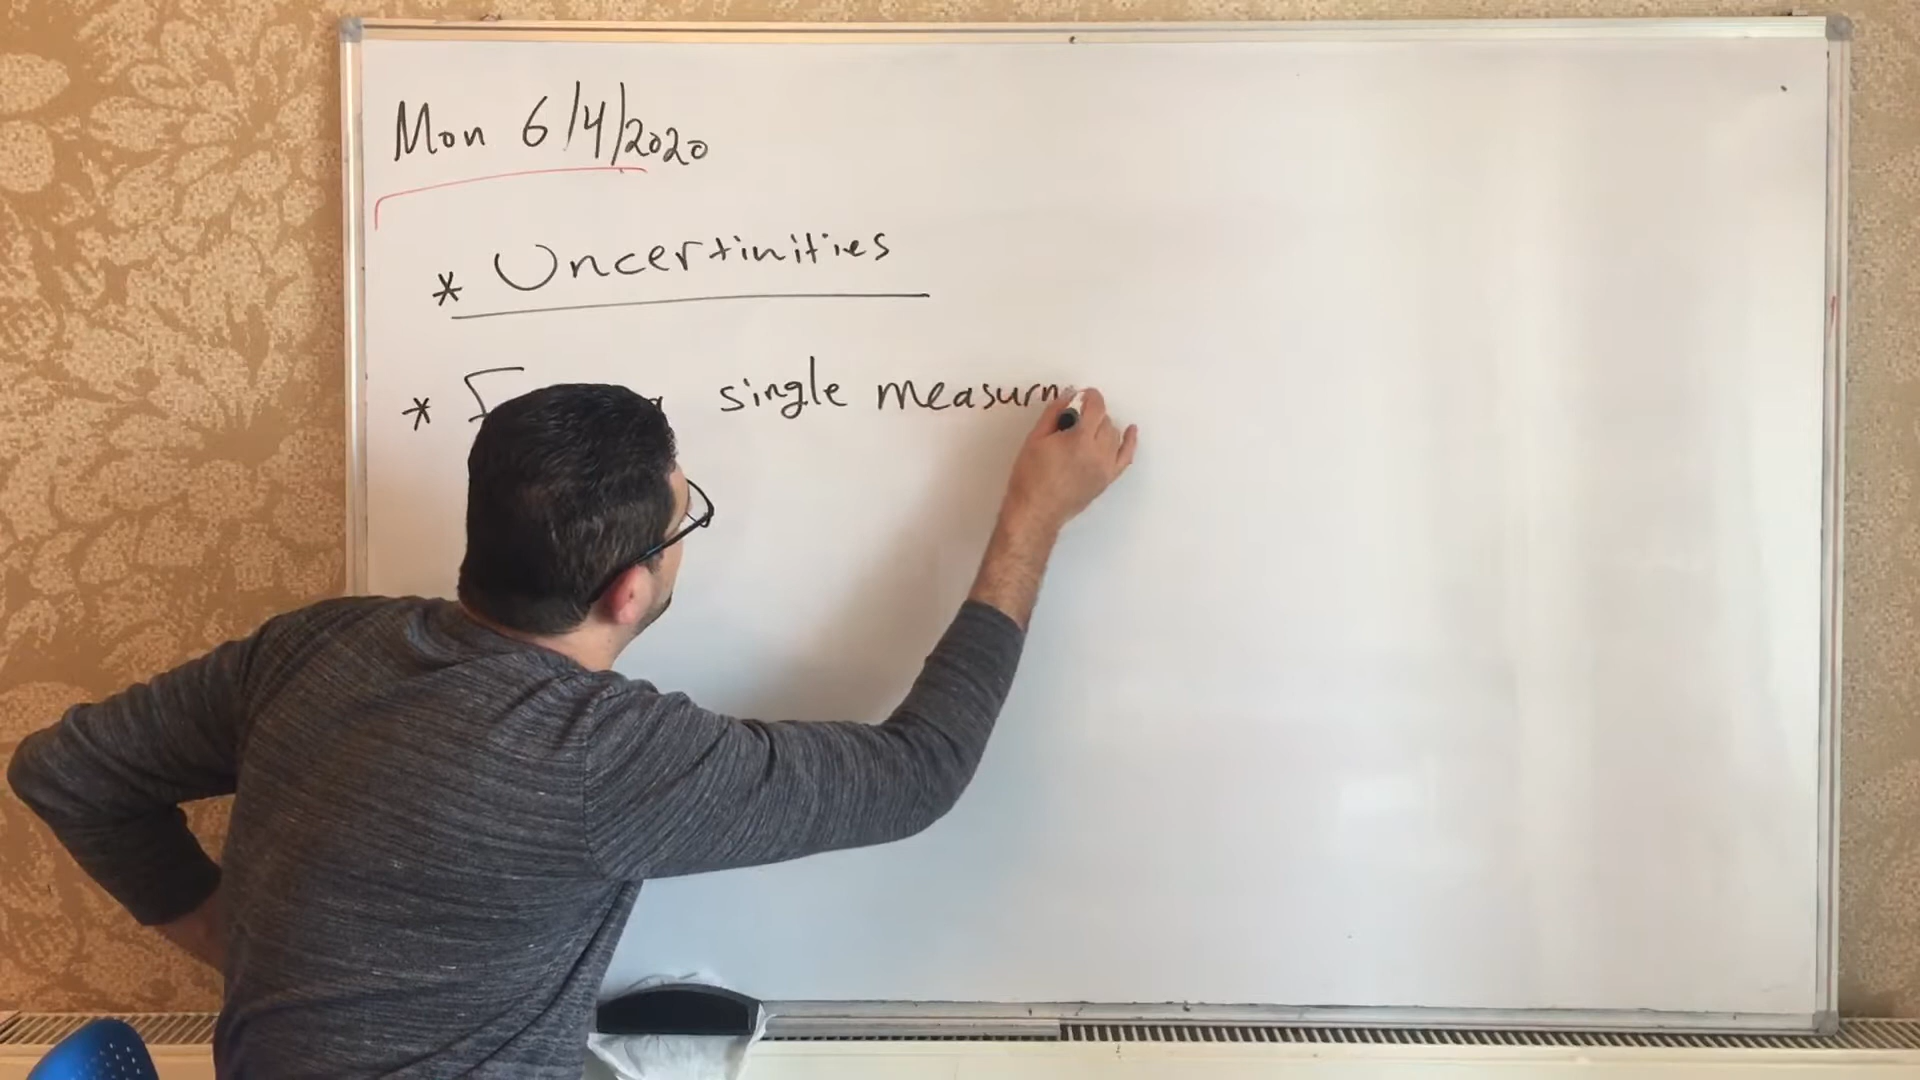 Mon 6/4/2020
* Uncertinities
* single measurm